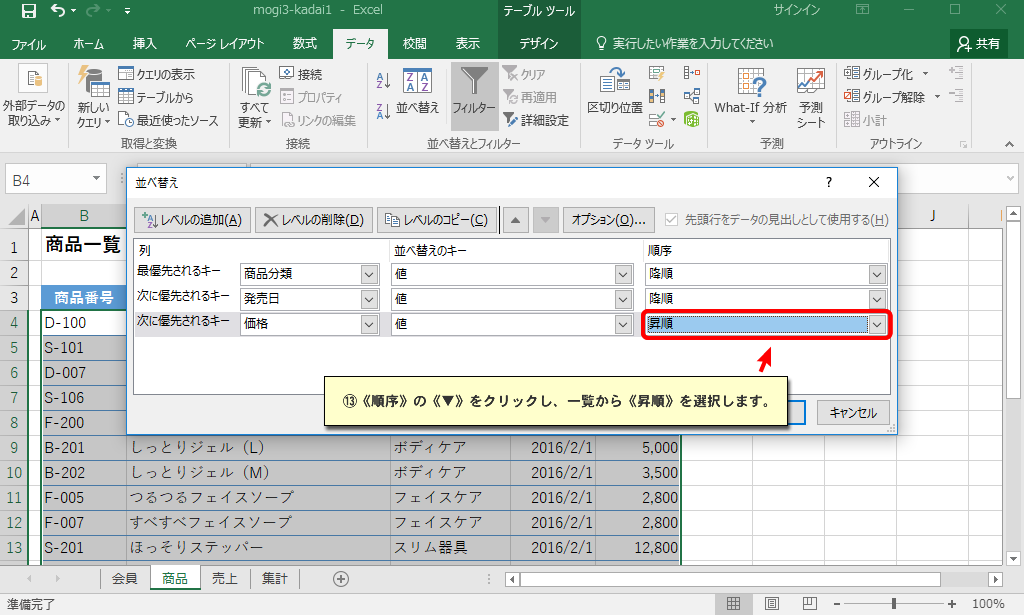 mogi3-kadai1 - Excel
テーブル ツール
サインイン
ファイル ホーム 挿入 ページ レイアウト 数式 データ 校閲 表示 デザイン 実行したい作業を入力してください 共有
外部データの取り込み
新しいクエリ
クエリの表示
テーブルから
最近使ったソース
取得と変換
すべて更新
接続
プロパティ
リンクの編集
接続
並べ替え
フィルター
クリア
再適用
詳細設定
並べ替えとフィルター
区切り位置
データ ツール
What-If 分析
予測シート
予測
グループ化
グループ解除
小計
アウトライン
B4
並べ替え
? ×
レベルの追加(A) レベルの削除(D) レベルのコピー(C) オプション(O)... 先頭行をデータの見出しとして使用する(H)
列 並べ替えのキー 順序
最優先されるキー 商品分類 値 降順
次に優先されるキー 発売日 値 降順
次に優先されるキー 価格 値 昇順
⑬《順序》の《▼》をクリックし、一覧から《昇順》を選択します。
キャンセル
A B J
1 商品一覧
2
3 商品番号
4 D-100
5 S-101
6 D-007
7 S-106
8 F-200
9 B-201 しっとりジェル（L） ボディケア 2016/2/1 5,000
10 B-202 しっとりジェル（M） ボディケア 2016/2/1 3,500
11 F-005 つるつるフェイスソープ フェイスケア 2016/2/1 2,800
12 F-007 すべすべフェイスソープ フェイスケア 2016/2/1 2,800
13 S-201 ほっそりステッパー スリム器具 2016/2/1 12,800
会員 商品 売上 集計
準備完了
100%